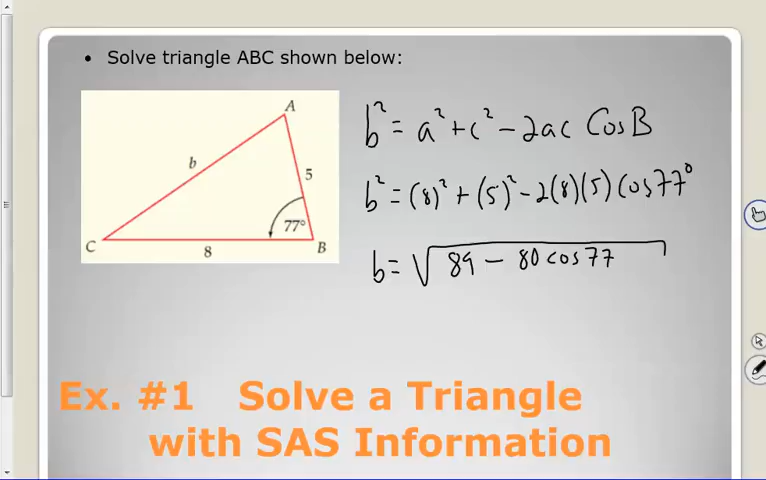 • Solve triangle ABC shown below:
A
b
5
77°
C
B
8
b² = a² + c² - 2ac Cos B
b² = (8)² + (5)² - 2(8)(5) Cos 77°
b = √89 - 80 cos 77
Ex. #1 Solve a Triangle
with SAS Information